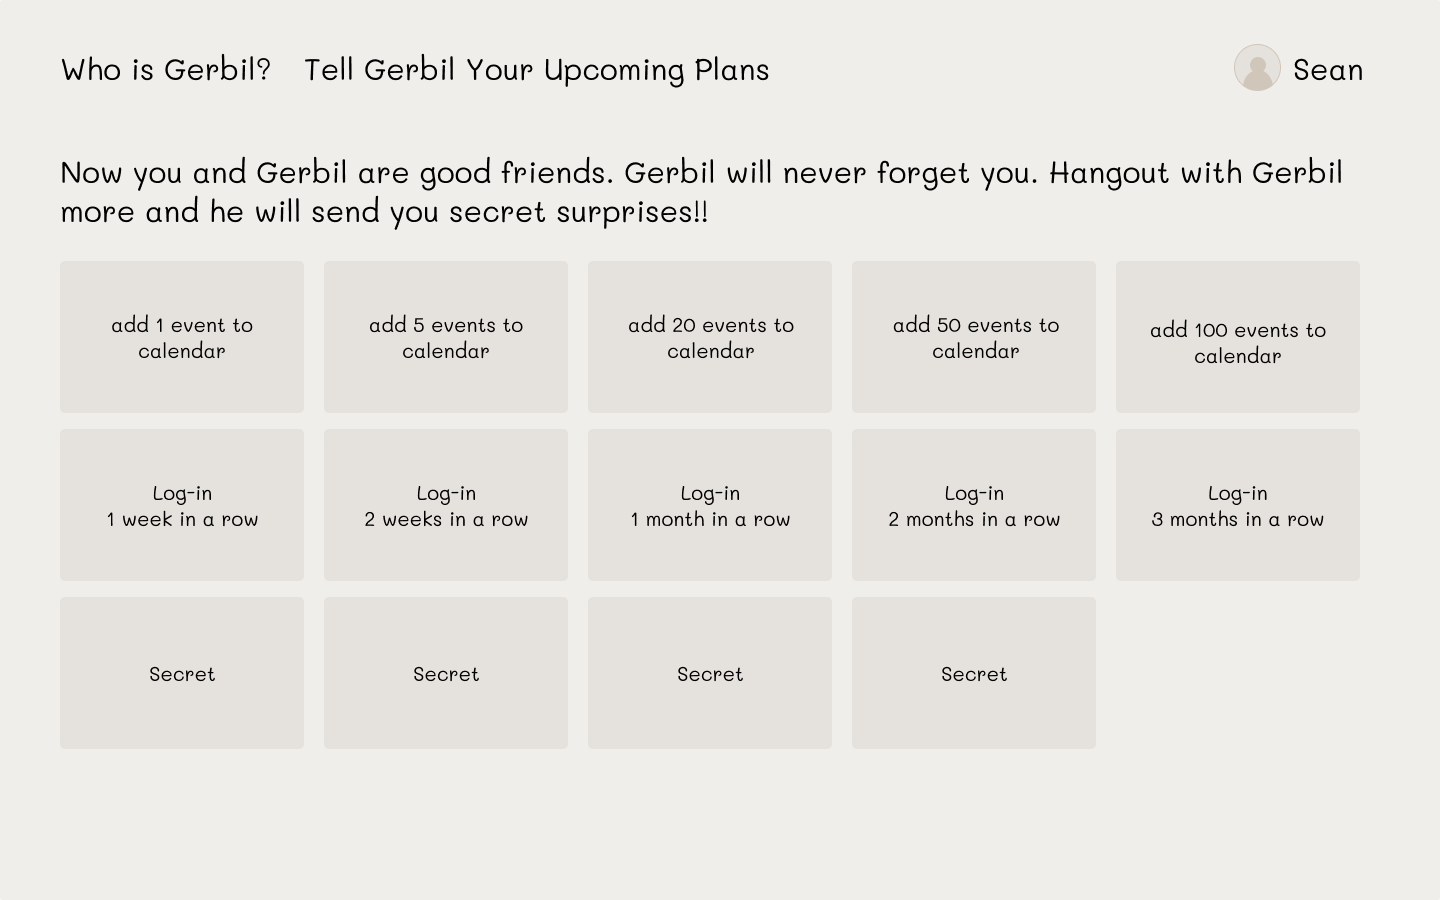 Who is Gerbil? Tell Gerbil Your Upcoming Plans Sean
Now you and Gerbil are good friends. Gerbil will never forget you. Hangout with Gerbil
more and he will send you secret surprises!!
add 1 event to
calendar
add 5 events to
calendar
add 20 events to
calendar
add 50 events to
calendar
add 100 events to
calendar
Log-in
1 week in a row
Log-in
2 weeks in a row
Log-in
1 month in a row
Log-in
2 months in a row
Log-in
3 months in a row
Secret
Secret
Secret
Secret